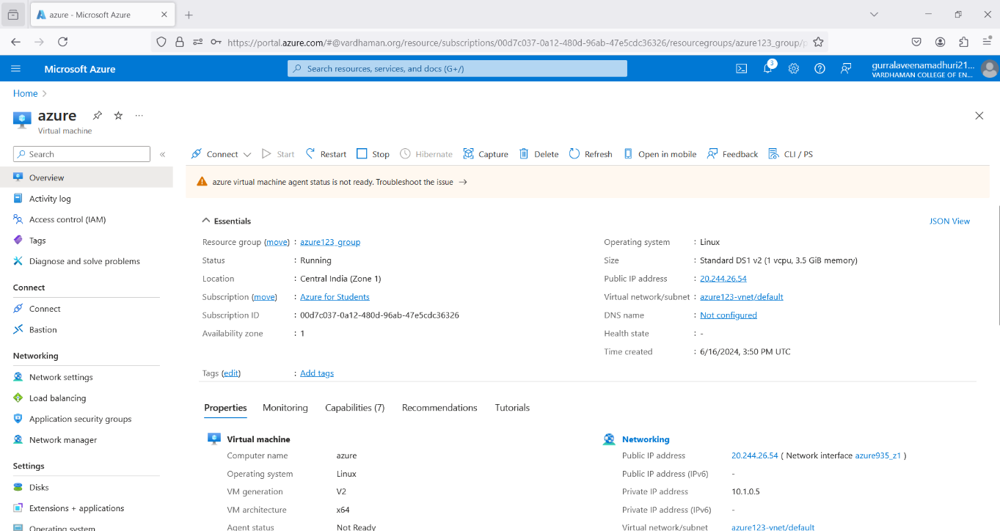 azure - Microsoft Azure
https://portal.azure.com/#@vardhaman.org/resource/subscriptions/00d7c037-0a12-480d-96ab-47e5cdc36326/resourcegroups/azure123_group/p
Microsoft Azure
Search resources, services, and docs (G+/)
3
gurralaveenamadhuri21...
VARDHAMAN COLLEGE OF EN...
Home
azure
Virtual machine
Search
Connect
Start
Restart
Stop
Hibernate
Capture
Delete
Refresh
Open in mobile
Feedback
CLI / PS
Overview
Activity log
Access control (IAM)
Tags
Diagnose and solve problems
Connect
Connect
Bastion
Networking
Network settings
Load balancing
Application security groups
Network manager
Settings
Disks
Extensions + applications
Operating system
azure virtual machine agent status is not ready. Troubleshoot the issue →
Essentials
JSON View
Resource group (move) : azure123_group
Status : Running
Location : Central India (Zone 1)
Subscription (move) : Azure for Students
Subscription ID : 00d7c037-0a12-480d-96ab-47e5cdc36326
Availability zone : 1
Operating system : Linux
Size : Standard DS1 v2 (1 vcpu, 3.5 GiB memory)
Public IP address : 20.244.26.54
Virtual network/subnet : azure123-vnet/default
DNS name : Not configured
Health state : -
Time created : 6/16/2024, 3:50 PM UTC
Tags (edit) : Add tags
Properties
Monitoring
Capabilities (7)
Recommendations
Tutorials
Virtual machine
Computer name azure
Operating system Linux
VM generation V2
VM architecture x64
Agent status Not Ready
Networking
Public IP address 20.244.26.54 ( Network interface azure935_z1 )
Public IP address (IPv6) -
Private IP address 10.1.0.5
Private IP address (IPv6) -
Virtual network/subnet azure123-vnet/default